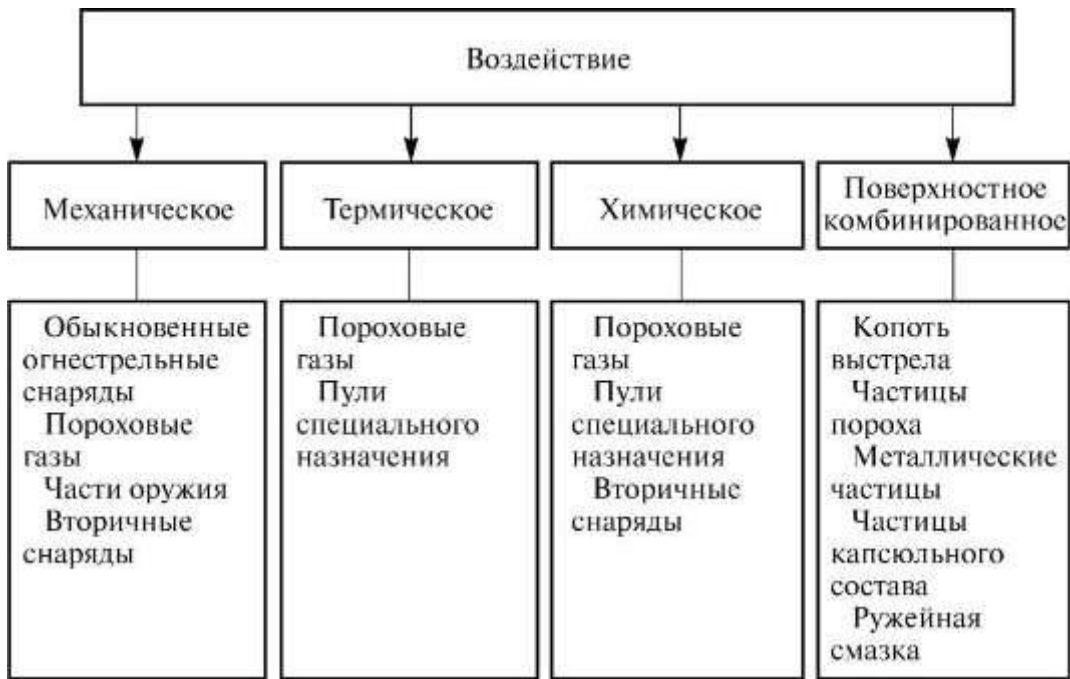 Воздействие
Механическое
Термическое
Химическое
Поверхностное
комбинированное
Обыкновенные
огнестрельные
снаряды
Пороховые
газы
Части оружия
Вторичные
снаряды
Пороховые
газы
Пули
специального
назначения
Пороховые
газы
Пули
специального
назначения
Вторичные
снаряды
Копоть
выстрела
Частицы
пороха
Металлические
частицы
Частицы
капсюльного
состава
Ружейная
смазка